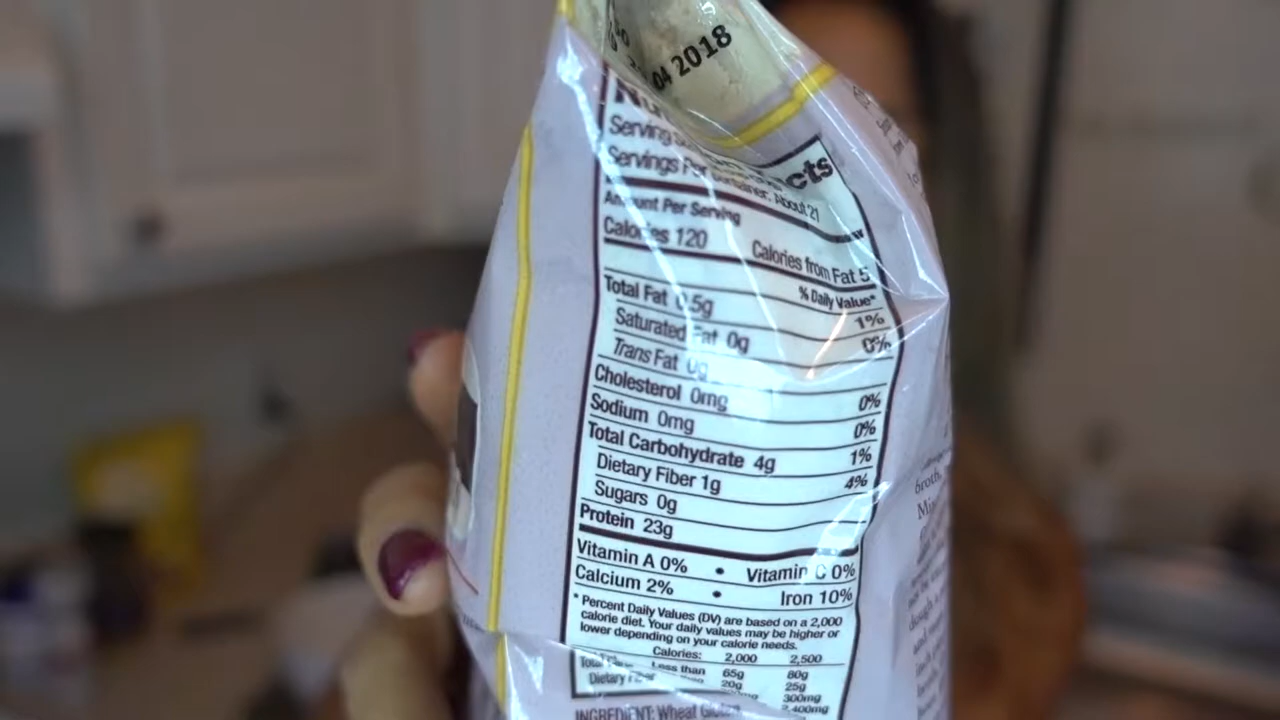 04 2018
Serving
Servings Per Container: About 21
Amount Per Serving
Calories 120 Calories from Fat 5
% Daily Value*
Total Fat 0.5g 1%
Saturated Fat 0g 0%
Trans Fat 0g
Cholesterol 0mg 0%
Sodium 0mg 0%
Total Carbohydrate 4g 1%
Dietary Fiber 1g 4%
Sugars 0g
Protein 23g
Vitamin A 0% • Vitamin C 0%
Calcium 2% • Iron 10%
* Percent Daily Values (DV) are based on a 2,000
calorie diet. Your daily values may be higher or
lower depending on your calorie needs.
Calories: 2,000 2,500
Total Less than 65g 80g
20g 25g
300mg
2,400mg
Dietary Fiber
INGREDIENT: Wheat Gluten
broth,